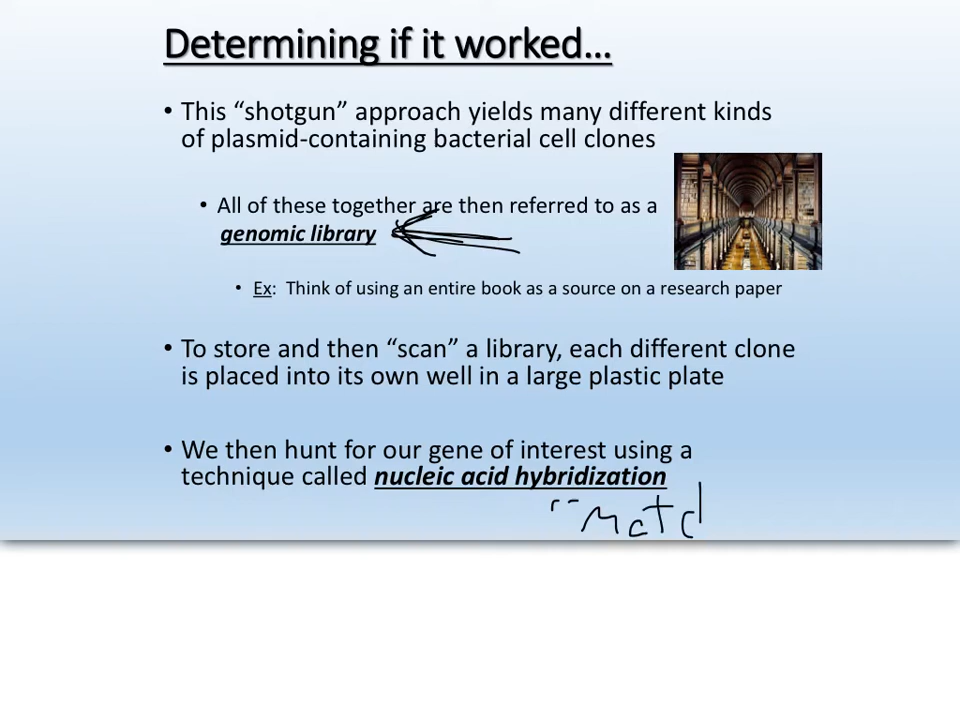 Determining if it worked…
• This “shotgun” approach yields many different kinds
of plasmid-containing bacterial cell clones
• All of these together are then referred to as a
genomic library
• Ex: Think of using an entire book as a source on a research paper
• To store and then “scan” a library, each different clone
is placed into its own well in a large plastic plate
• We then hunt for our gene of interest using a
technique called nucleic acid hybridization